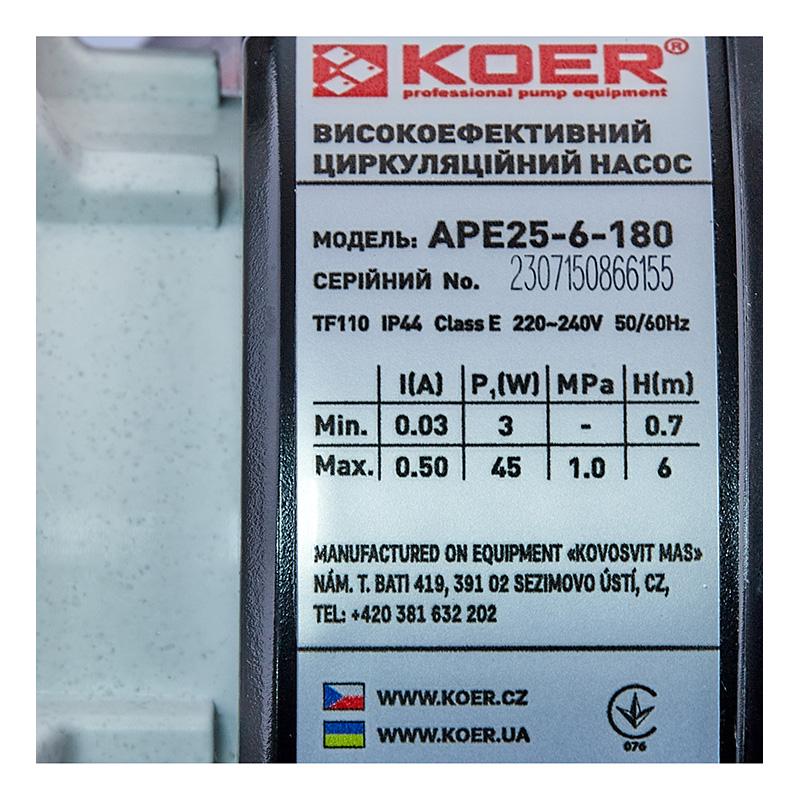 KOER®
professional pump equipment
ВИСОКОЕФЕКТИВНИЙ
ЦИРКУЛЯЦІЙНИЙ НАСОС
МОДЕЛЬ: APE25-6-180
СЕРІЙНИЙ No. 2307150866155
TF110 IP44 Class E 220~240V 50/60Hz
I(A) P₁(W) MPa H(m)
Min. 0.03 3 - 0.7
Max. 0.50 45 1.0 6
MANUFACTURED ON EQUIPMENT «KOVOSVIT MAS»
NÁM. T. BATI 419, 391 02 SEZIMOVO ÚSTÍ, CZ,
TEL: +420 381 632 202
WWW.KOER.CZ
WWW.KOER.UA
076